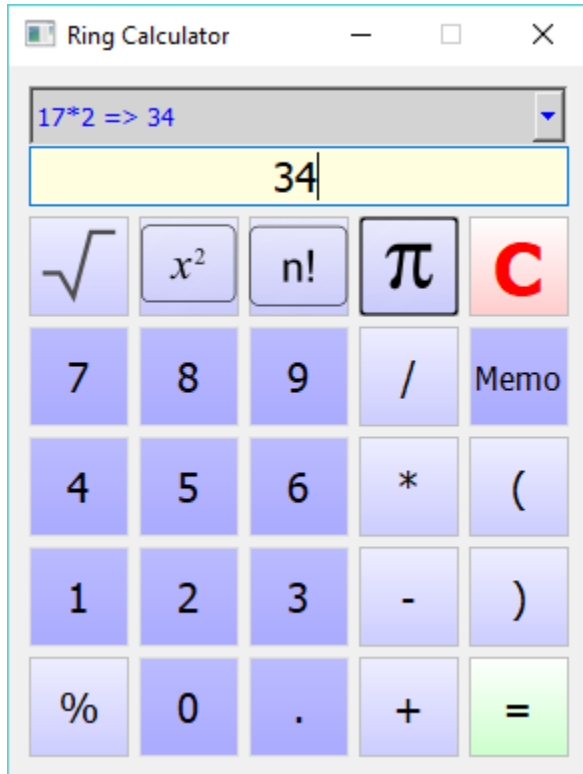 Ring Calculator
17*2 => 34
34
√ x² n! π C
7 8 9 / Memo
4 5 6 * (
1 2 3 - )
% 0 . + =